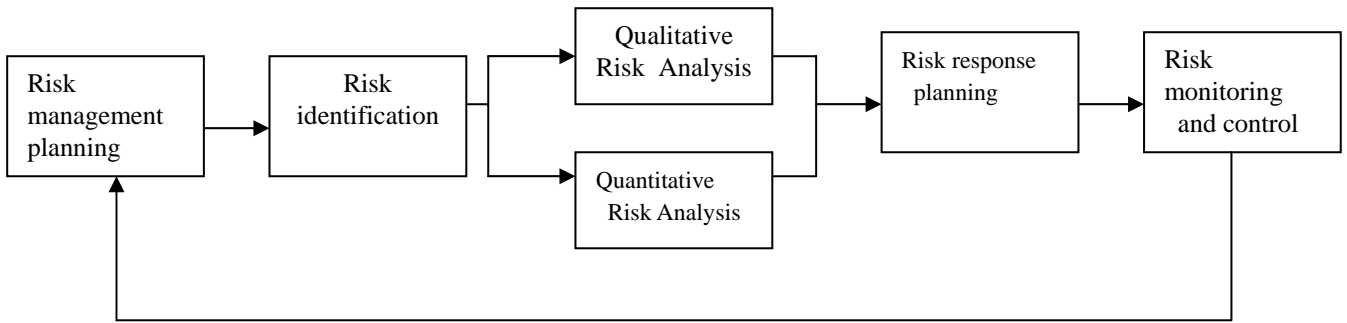 Risk
management
planning
Risk
identification
Qualitative
Risk Analysis
Quantitative
Risk Analysis
Risk response
planning
Risk
monitoring
and control